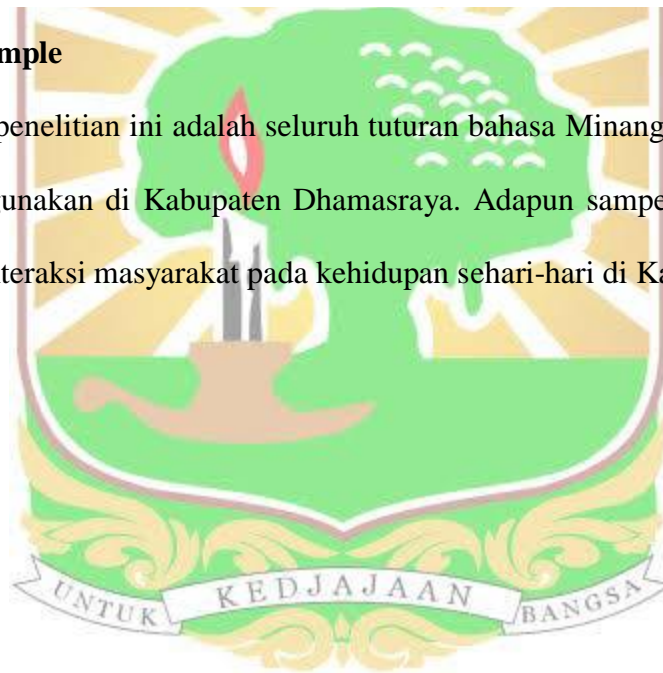 mple
penelitian ini adalah seluruh tuturan bahasa Minang
gunakan di Kabupaten Dhamasraya. Adapun sampe
teraksi masyarakat pada kehidupan sehari-hari di Ka
UNTUK KEDJAJAAN BANGSA